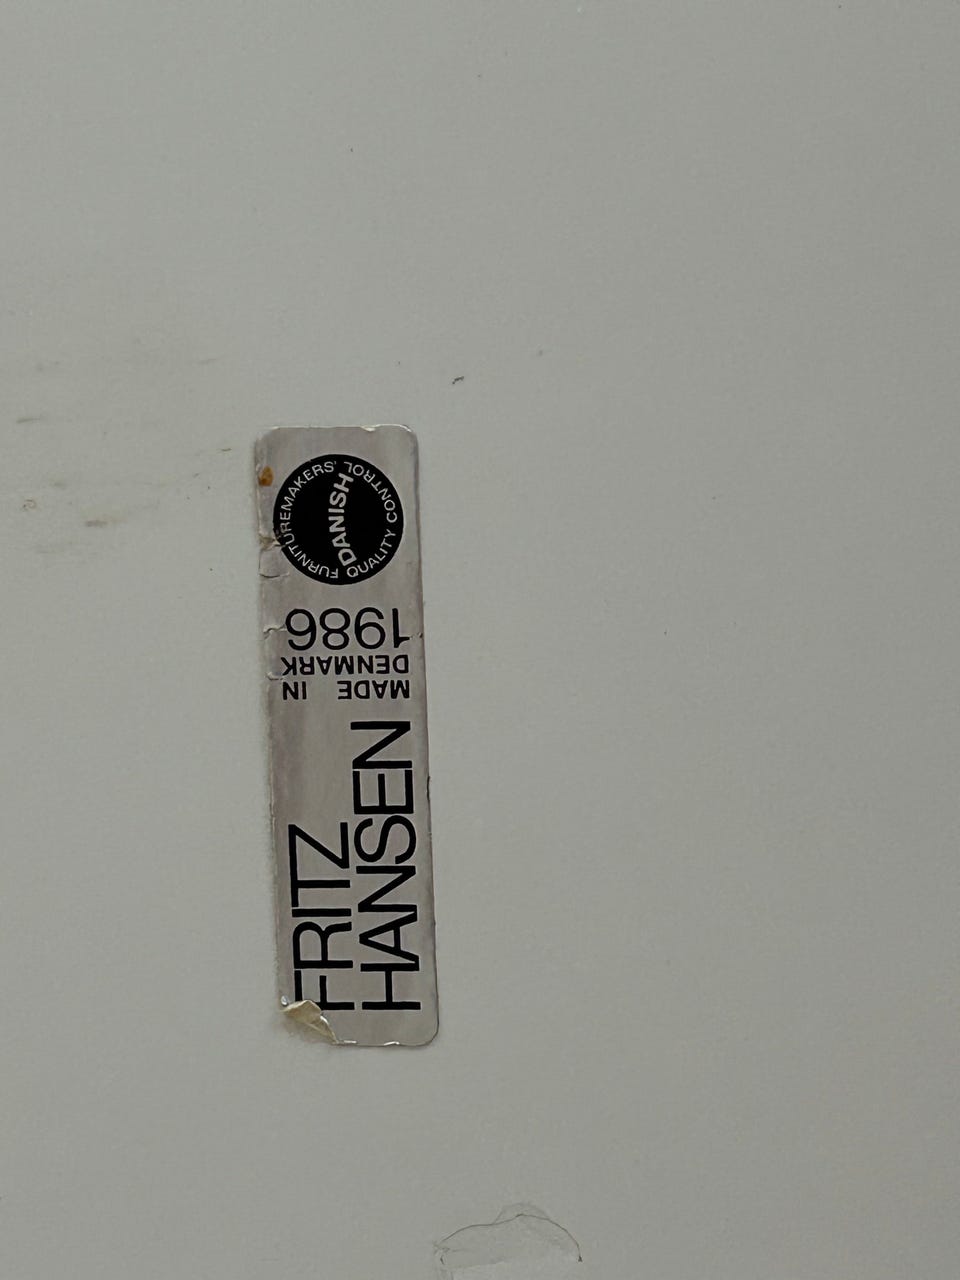 FRITZ
HANSEN
MADE IN
DENMARK
1986
DANISH
FURNITUREMAKERS' QUALITY CONTROL